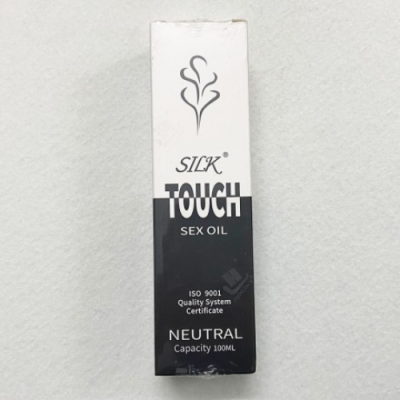 SILK®
TOUCH
SEX OIL
ISO 9001
Quality System
Certificate
NEUTRAL
Capacity 100ML